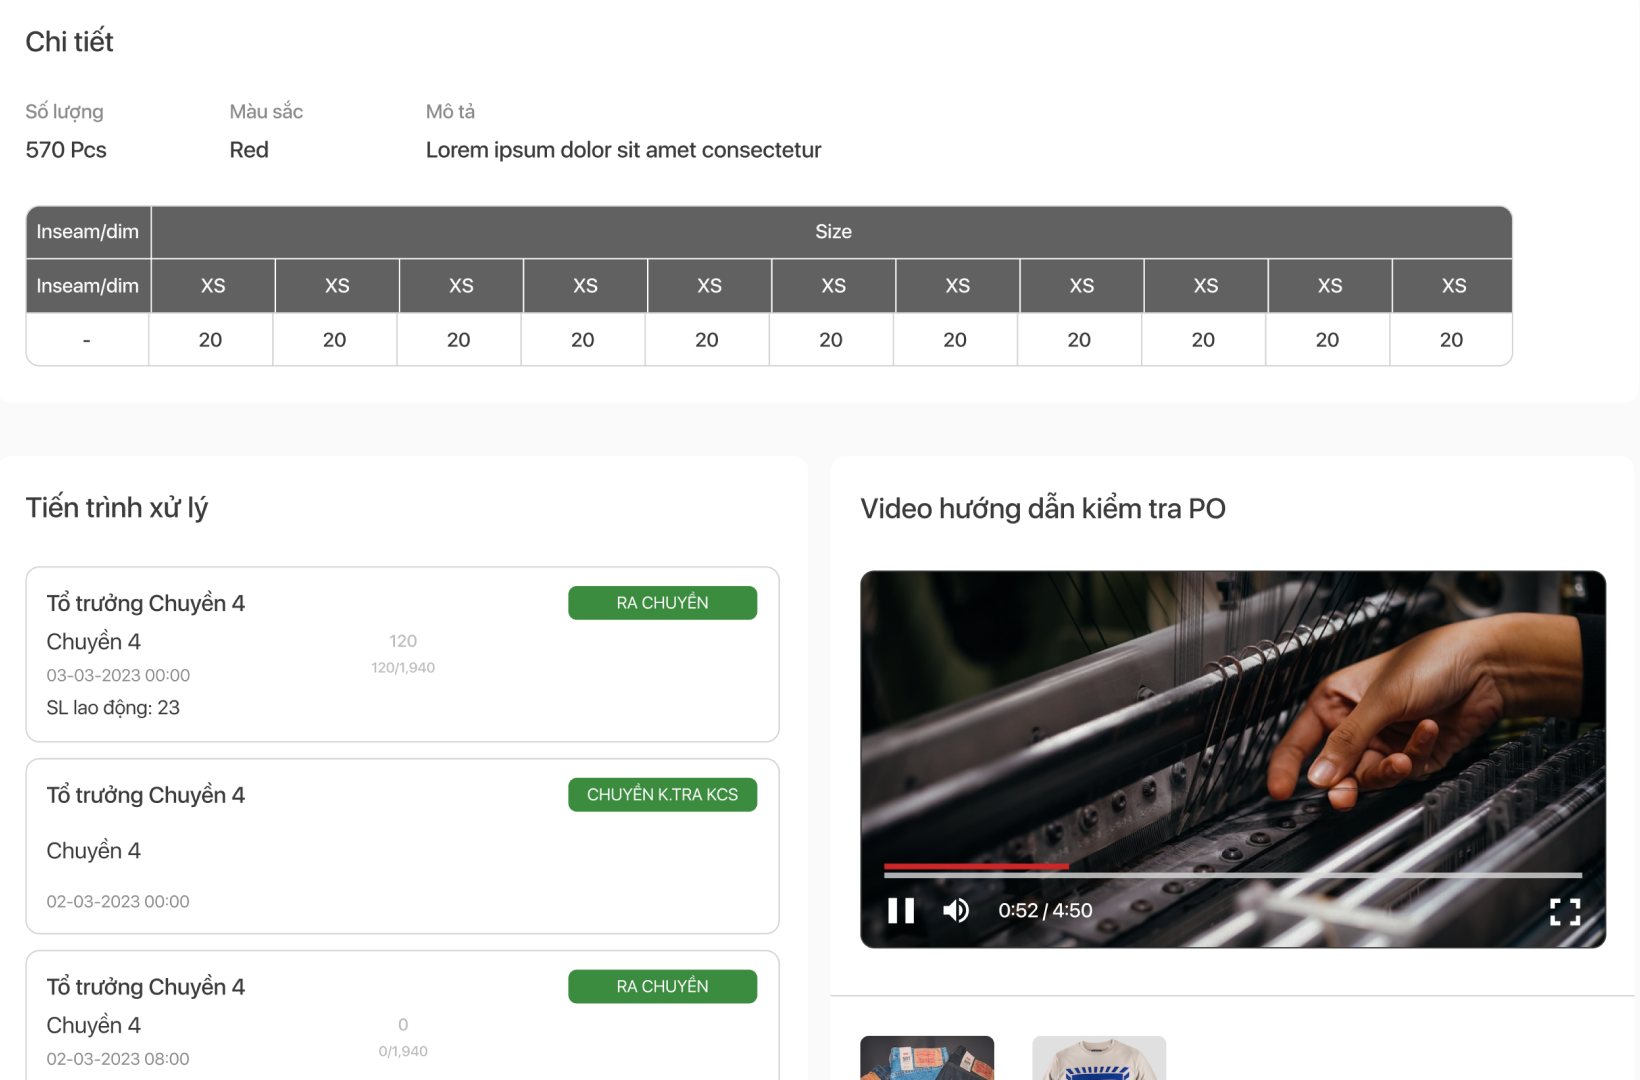 Chi tiết
Số lượng
Màu sắc
Mô tả
570 Pcs
Red
Lorem ipsum dolor sit amet consectetur
Inseam/dim
Size
Inseam/dim XS XS XS XS XS XS XS XS XS XS XS
- 20 20 20 20 20 20 20 20 20 20 20
Tiến trình xử lý
Tổ trưởng Chuyền 4
RA CHUYỀN
Chuyền 4
120
03-03-2023 00:00
120/1,940
SL lao động: 23
Tổ trưởng Chuyền 4
CHUYỀN K.TRA KCS
Chuyền 4
02-03-2023 00:00
Tổ trưởng Chuyền 4
RA CHUYỀN
Chuyền 4
0
02-03-2023 08:00
0/1,940
Video hướng dẫn kiểm tra PO
0:52 / 4:50